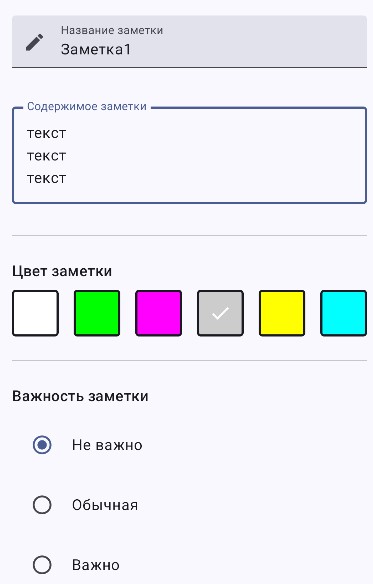 Название заметки
Заметка1
Содержимое заметки
текст
текст
текст
Цвет заметки
Важность заметки
Не важно
Обычная
Важно